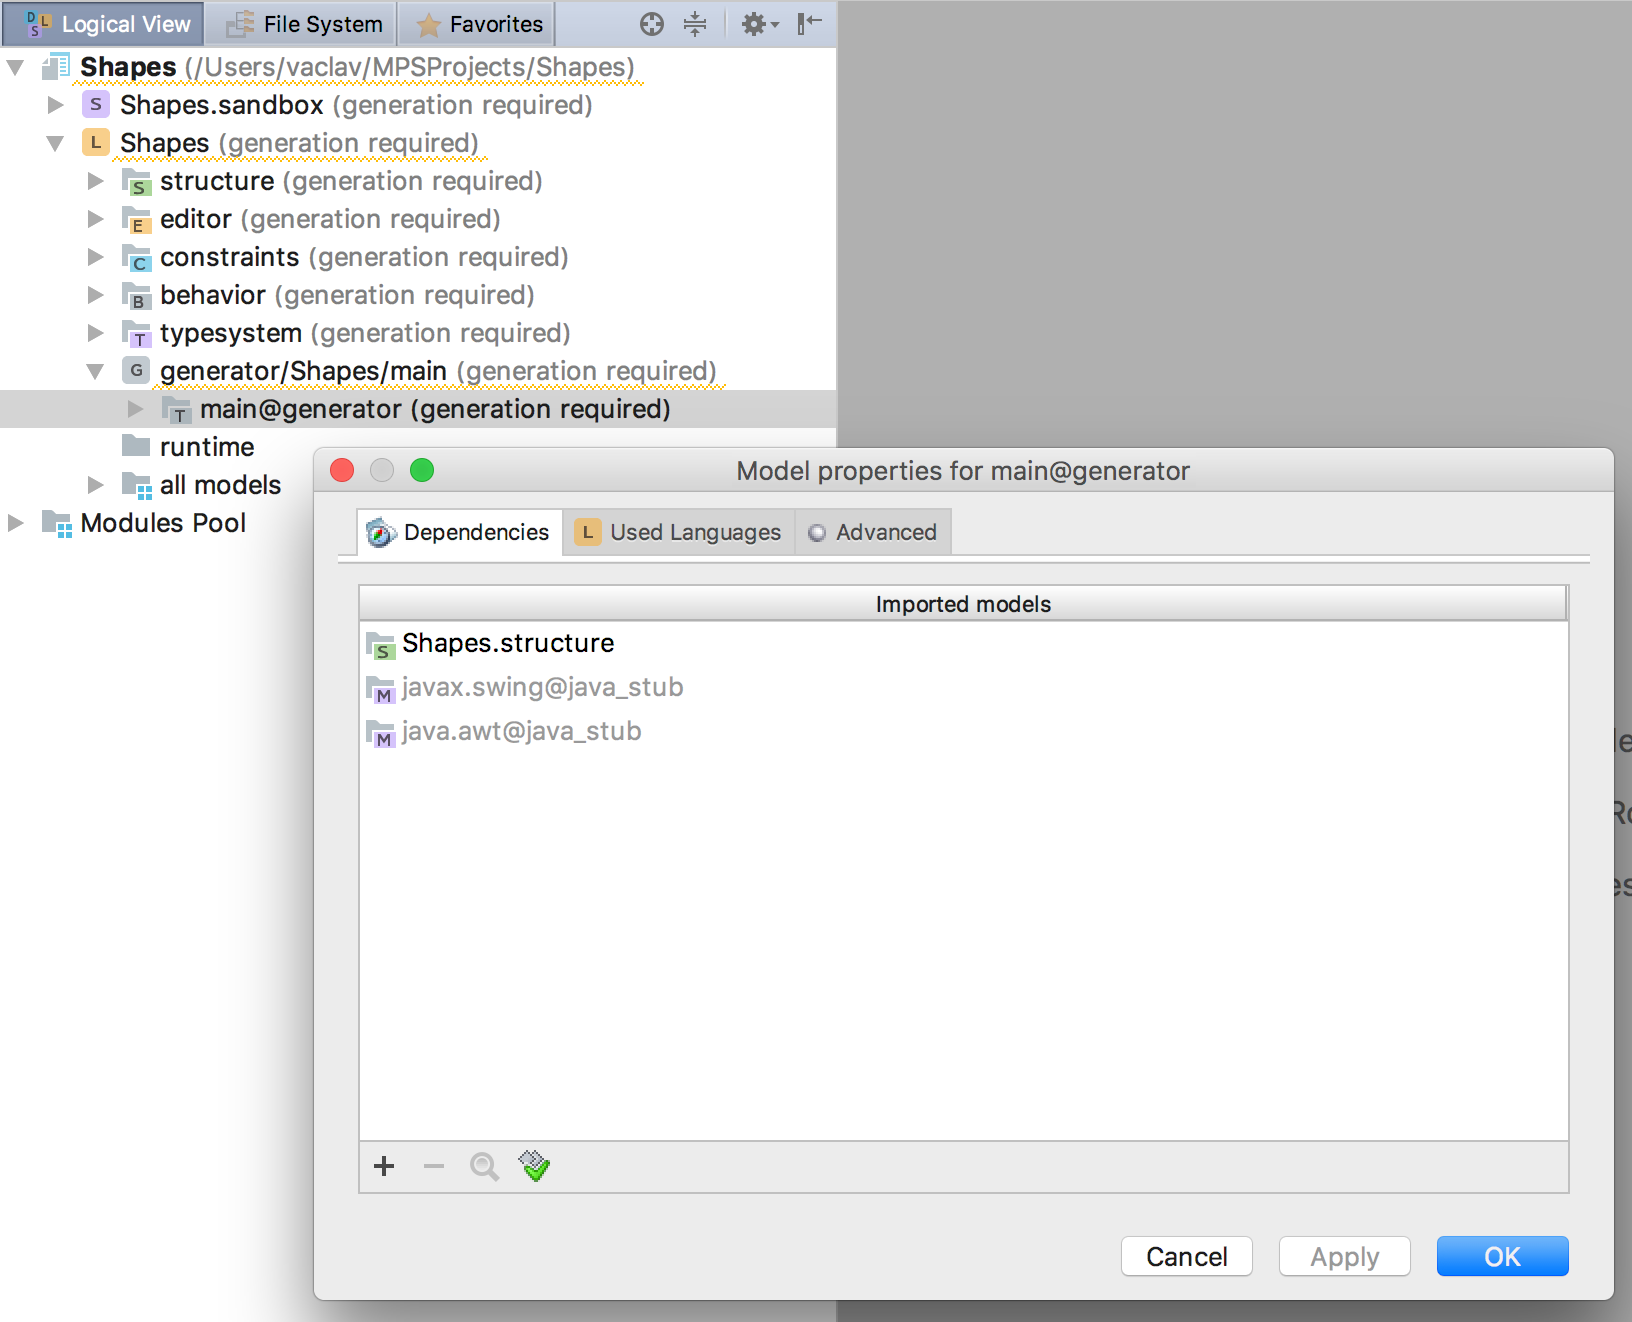 Logical View File System Favorites
Shapes (/Users/vaclav/MPSProjects/Shapes)
S Shapes.sandbox (generation required)
L Shapes (generation required)
S structure (generation required)
E editor (generation required)
C constraints (generation required)
B behavior (generation required)
T typesystem (generation required)
G generator/Shapes/main (generation required)
T main@generator (generation required)
runtime
all models
Modules Pool
Model properties for main@generator
Dependencies L Used Languages Advanced
Imported models
S Shapes.structure
M javax.swing@java_stub
M java.awt@java_stub
Cancel Apply OK